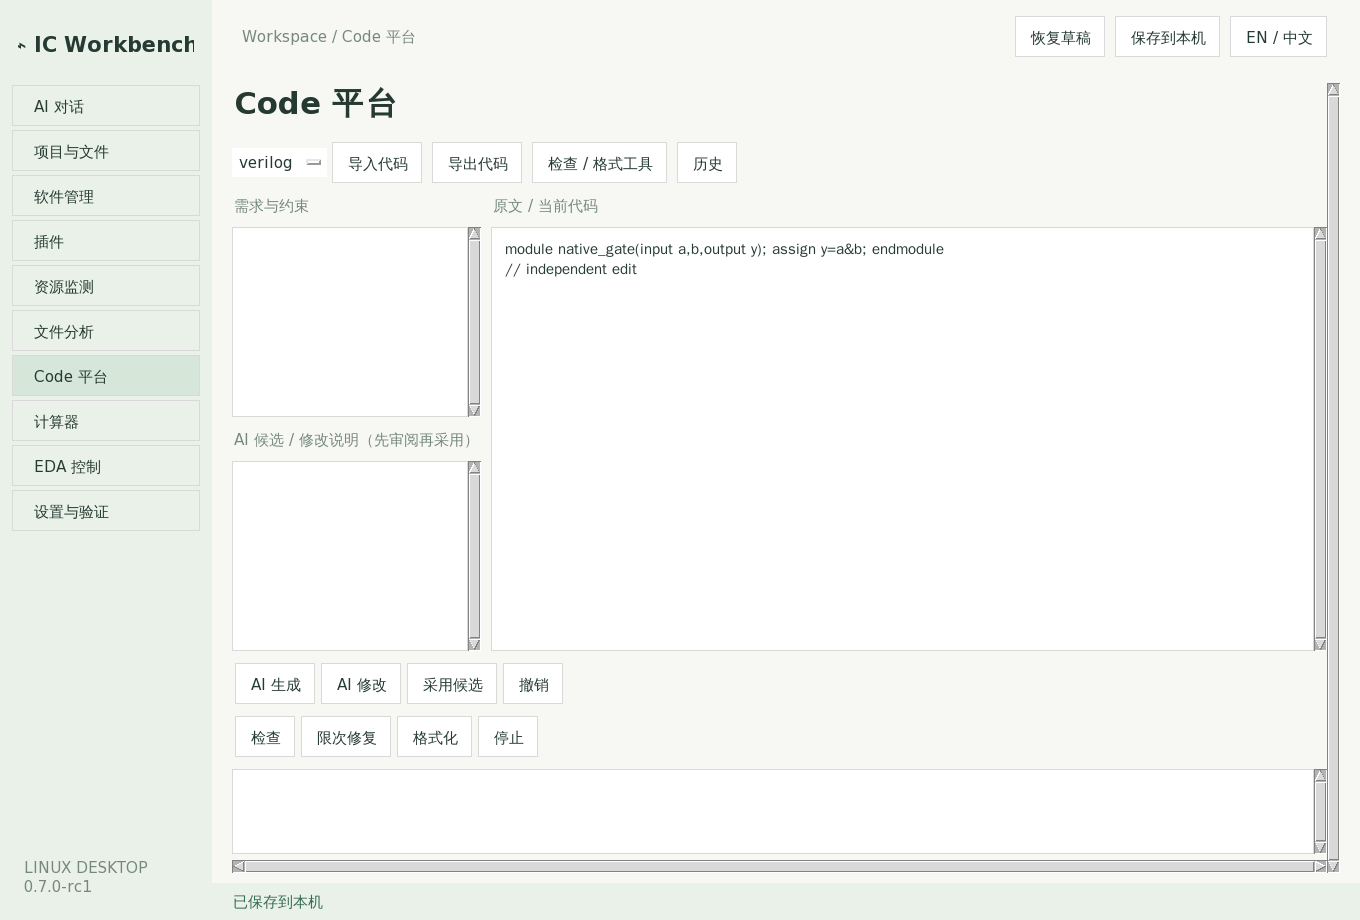 IC Workbench
AI 对话
项目与文件
软件管理
插件
资源监测
文件分析
Code 平台
计算器
EDA 控制
设置与验证
LINUX DESKTOP
0.7.0-rc1
Workspace / Code 平台
恢复草稿
保存到本机
EN / 中文
Code 平台
verilog
导入代码
导出代码
检查 / 格式工具
历史
需求与约束
原文 / 当前代码
module native_gate(input a,b,output y); assign y=a&b; endmodule
// independent edit
AI 候选 / 修改说明（先审阅再采用）
AI 生成
AI 修改
采用候选
撤销
检查
限次修复
格式化
停止
已保存到本机